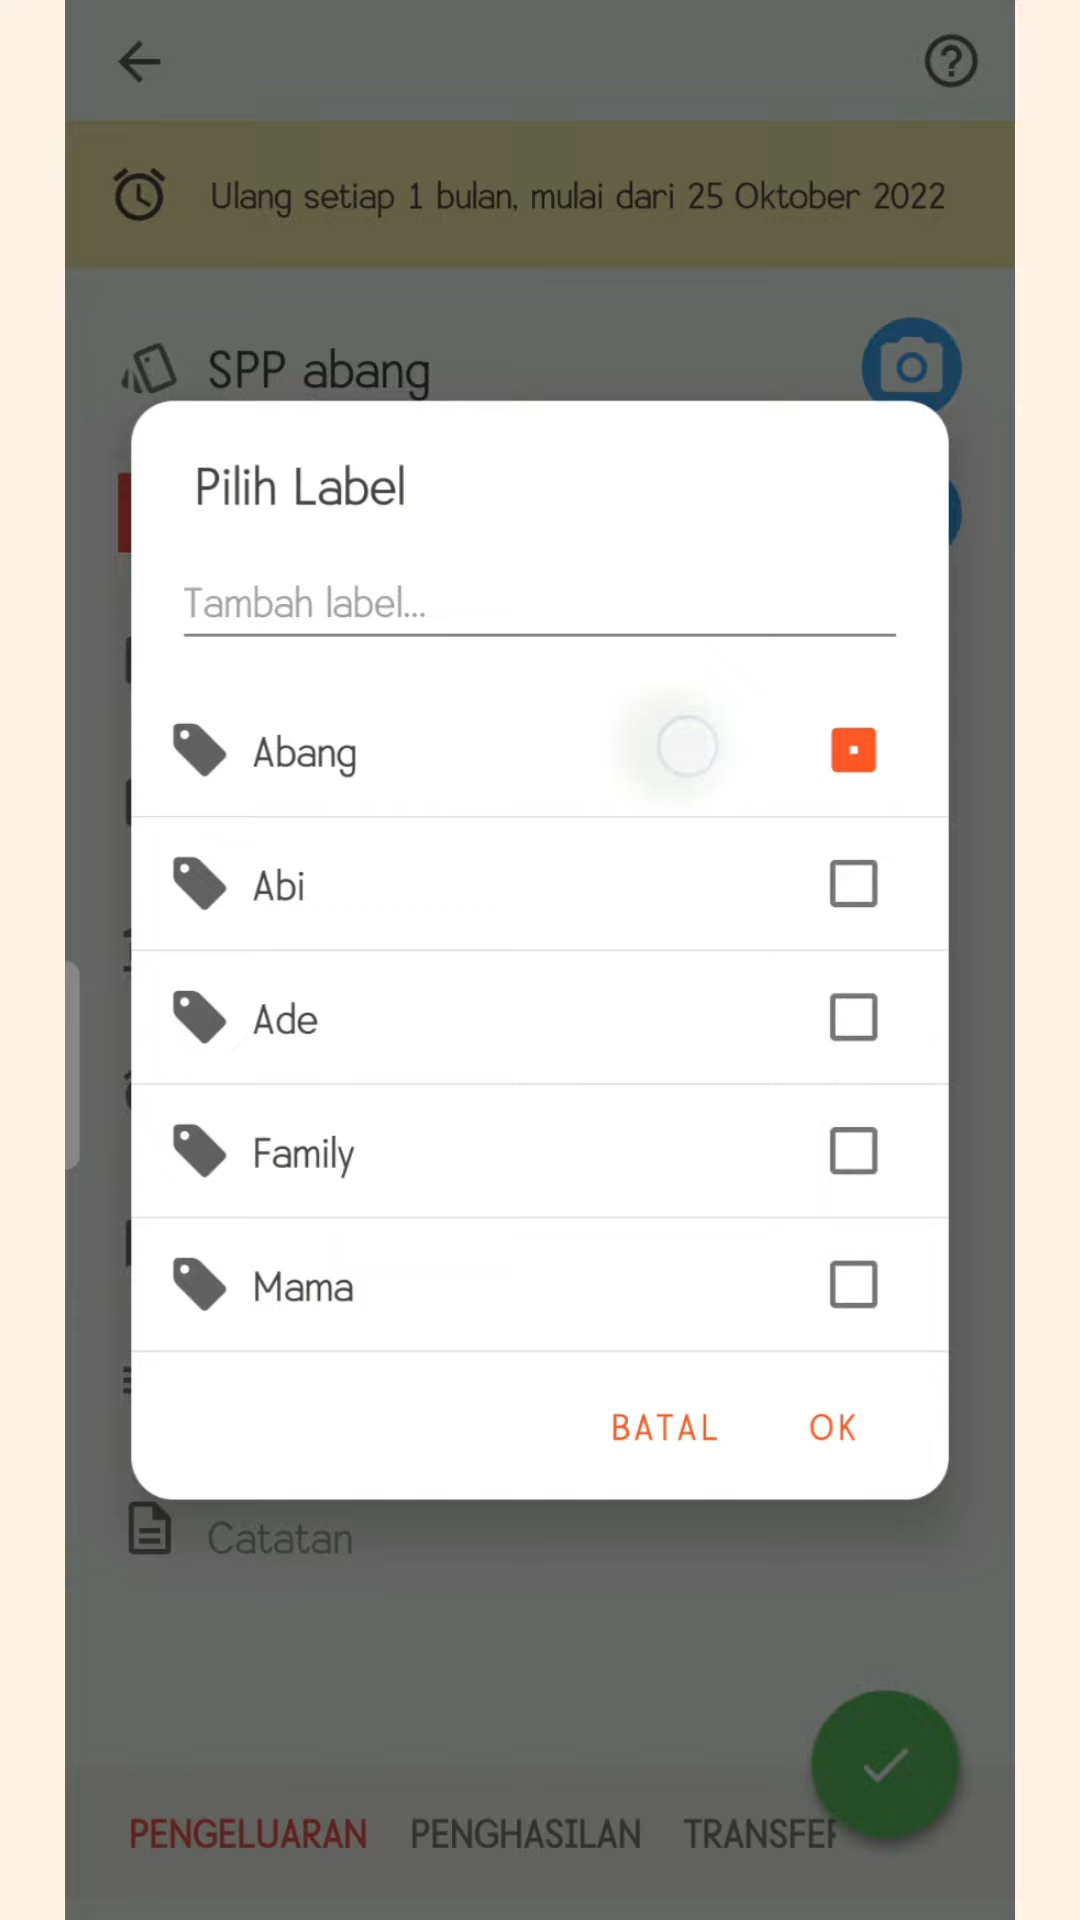 Ulang setiap 1 bulan, mulai dari 25 Oktober 2022
SPP abang
Pilih Label
Tambah label...
Abang
Abi
Ade
Family
Mama
BATAL OK
Catatan
PENGELUARAN PENGHASILAN